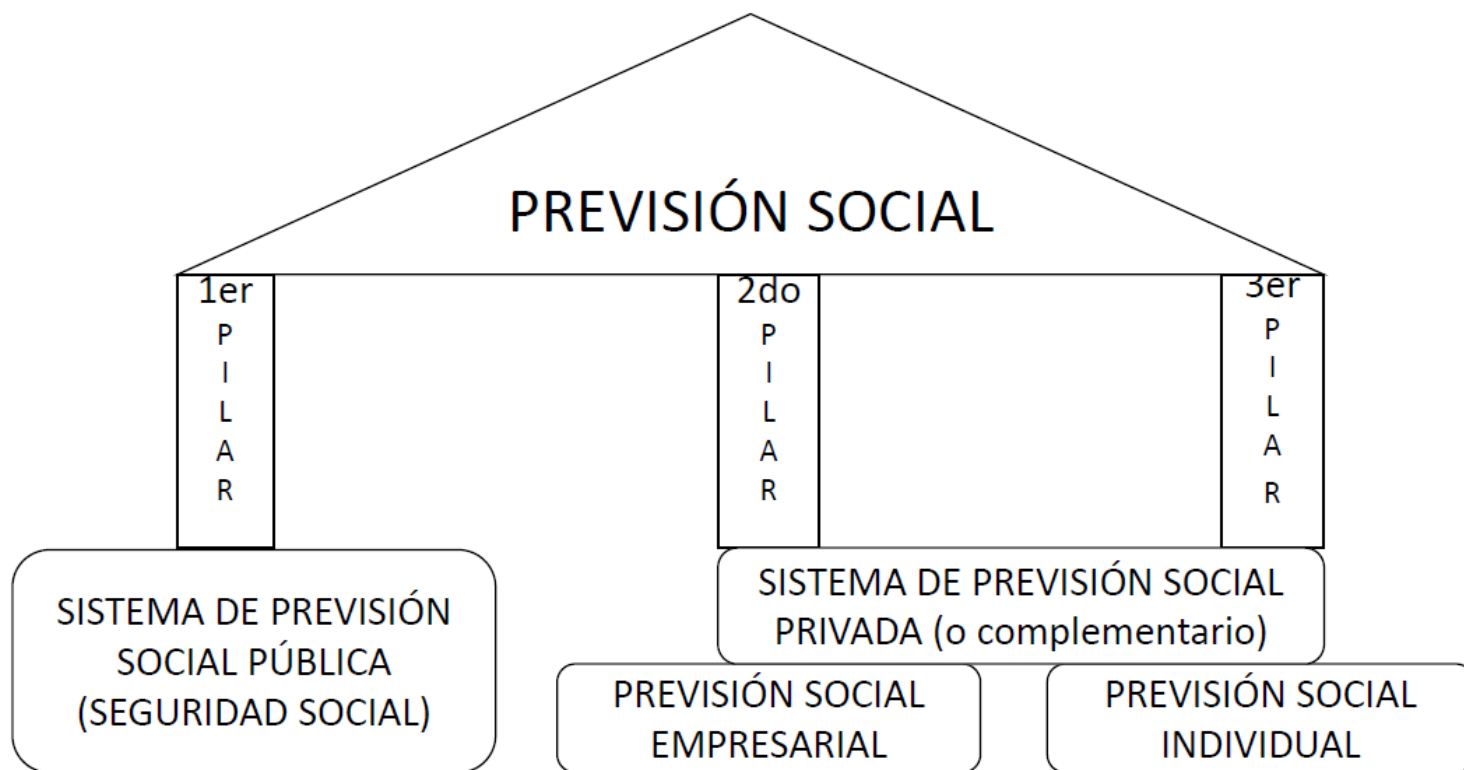 PREVISIÓN SOCIAL
1er
P
I
L
A
R
2do
P
I
L
A
R
3er
P
I
L
A
R
SISTEMA DE PREVISIÓN
SOCIAL PÚBLICA
(SEGURIDAD SOCIAL)
SISTEMA DE PREVISIÓN SOCIAL
PRIVADA (o complementario)
PREVISIÓN SOCIAL
EMPRESARIAL
PREVISIÓN SOCIAL
INDIVIDUAL